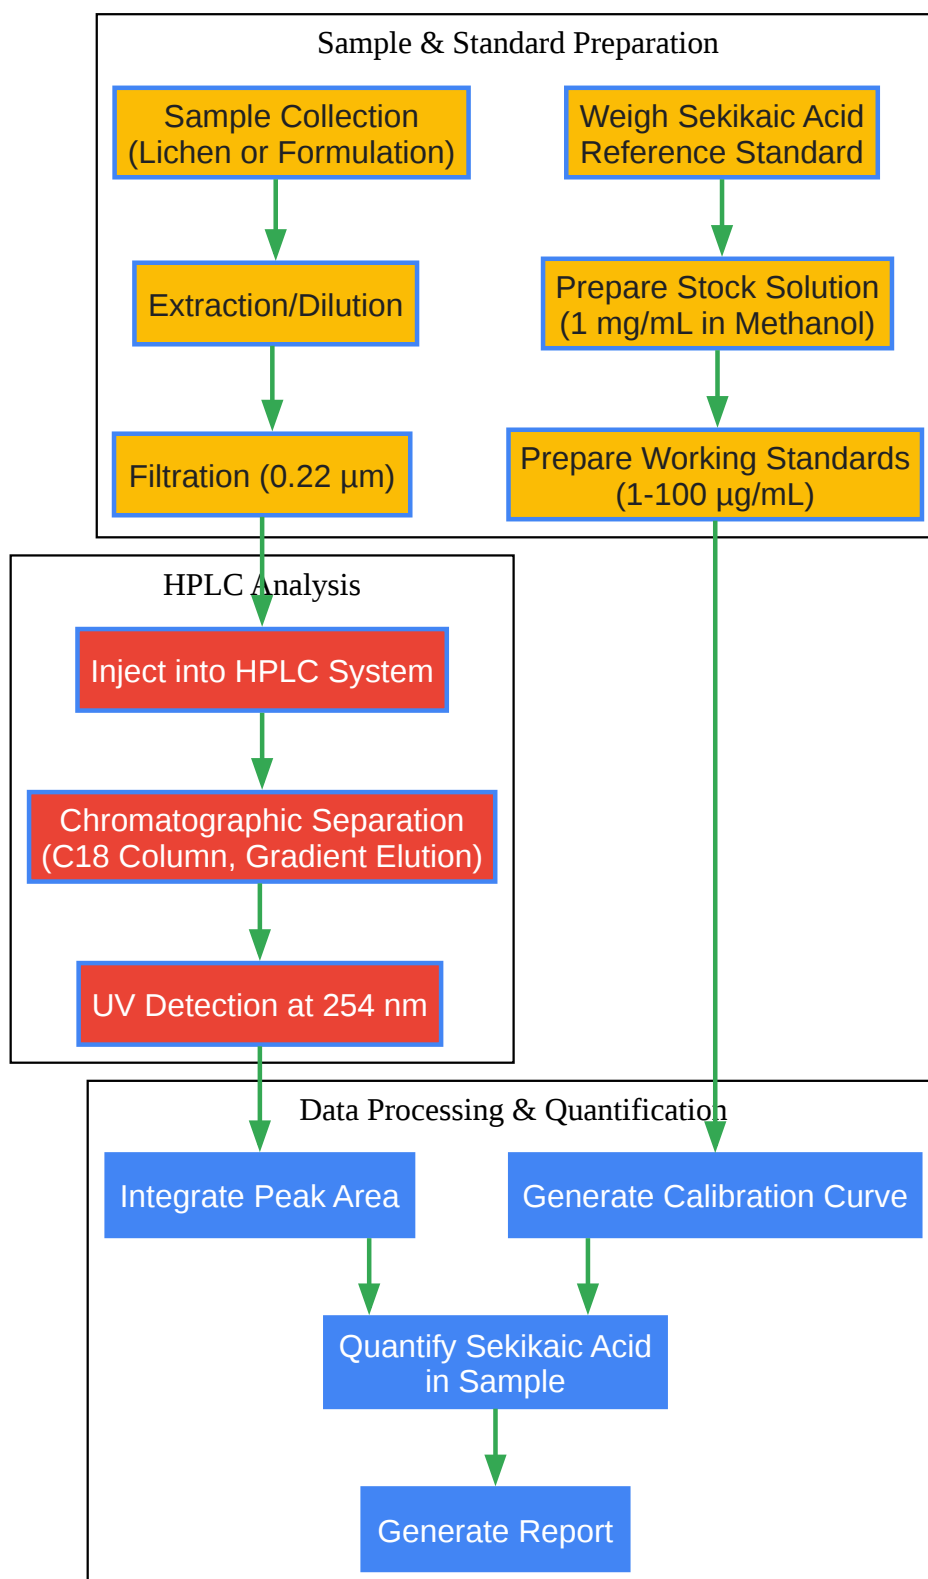 Sample & Standard Preparation
Sample Collection
(Lichen or Formulation)
Weigh Sekikaic Acid
Reference Standard
Extraction/Dilution
Prepare Stock Solution
(1 mg/mL in Methanol)
Filtration (0.22 µm)
Prepare Working Standards
(1-100 µg/mL)
HPLC Analysis
Inject into HPLC System
Chromatographic Separation
(C18 Column, Gradient Elution)
UV Detection at 254 nm
Data Processing & Quantification
Integrate Peak Area
Generate Calibration Curve
Quantify Sekikaic Acid
in Sample
Generate Report